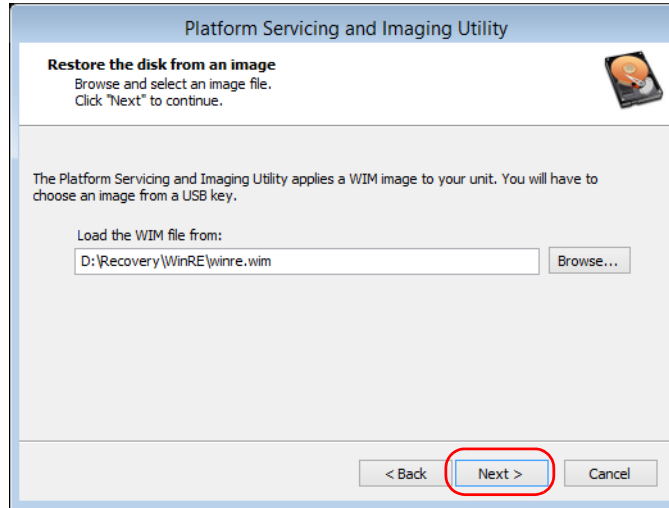 Platform Servicing and Imaging Utility
Restore the disk from an image
Browse and select an image file.
Click "Next" to continue.
The Platform Servicing and Imaging Utility applies a WIM image to your unit. You will have to
choose an image from a USB key.
Load the WIM file from:
D:\Recovery\WinRE\winre.wim
Browse...
< Back
Next >
Cancel